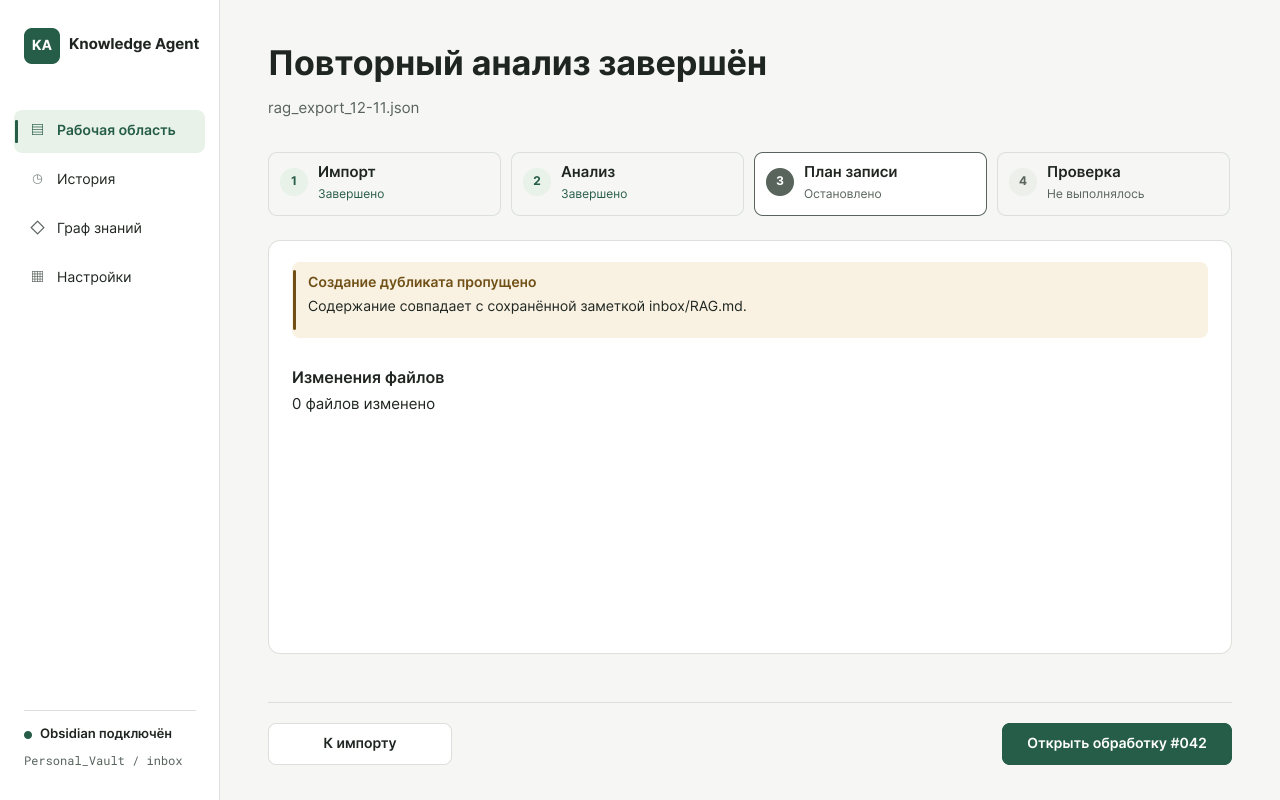 KA Knowledge Agent
Рабочая область
История
Граф знаний
Настройки
Obsidian подключён
Personal_Vault / inbox
Повторный анализ завершён
rag_export_12-11.json
1 Импорт
Завершено
2 Анализ
Завершено
3 План записи
Остановлено
4 Проверка
Не выполнялось
Создание дубликата пропущено
Содержание совпадает с сохранённой заметкой inbox/RAG.md.
Изменения файлов
0 файлов изменено
К импорту
Открыть обработку #042